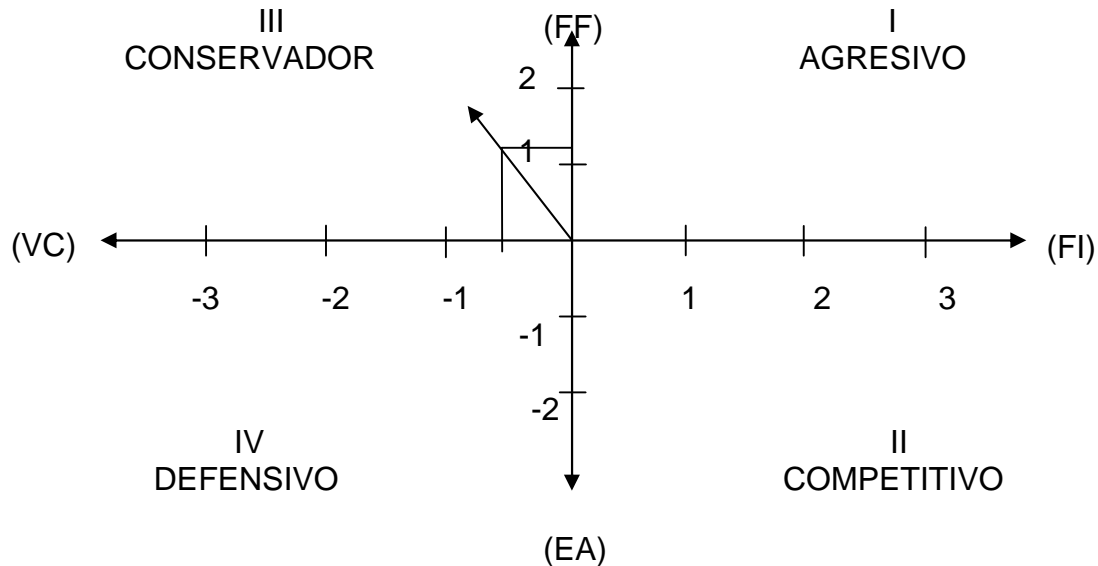 III
CONSERVADOR
(FF)
I
AGRESIVO
2
1
(VC)
(FI)
-3
-2
-1
1
2
3
-1
-2
IV
DEFENSIVO
II
COMPETITIVO
(EA)